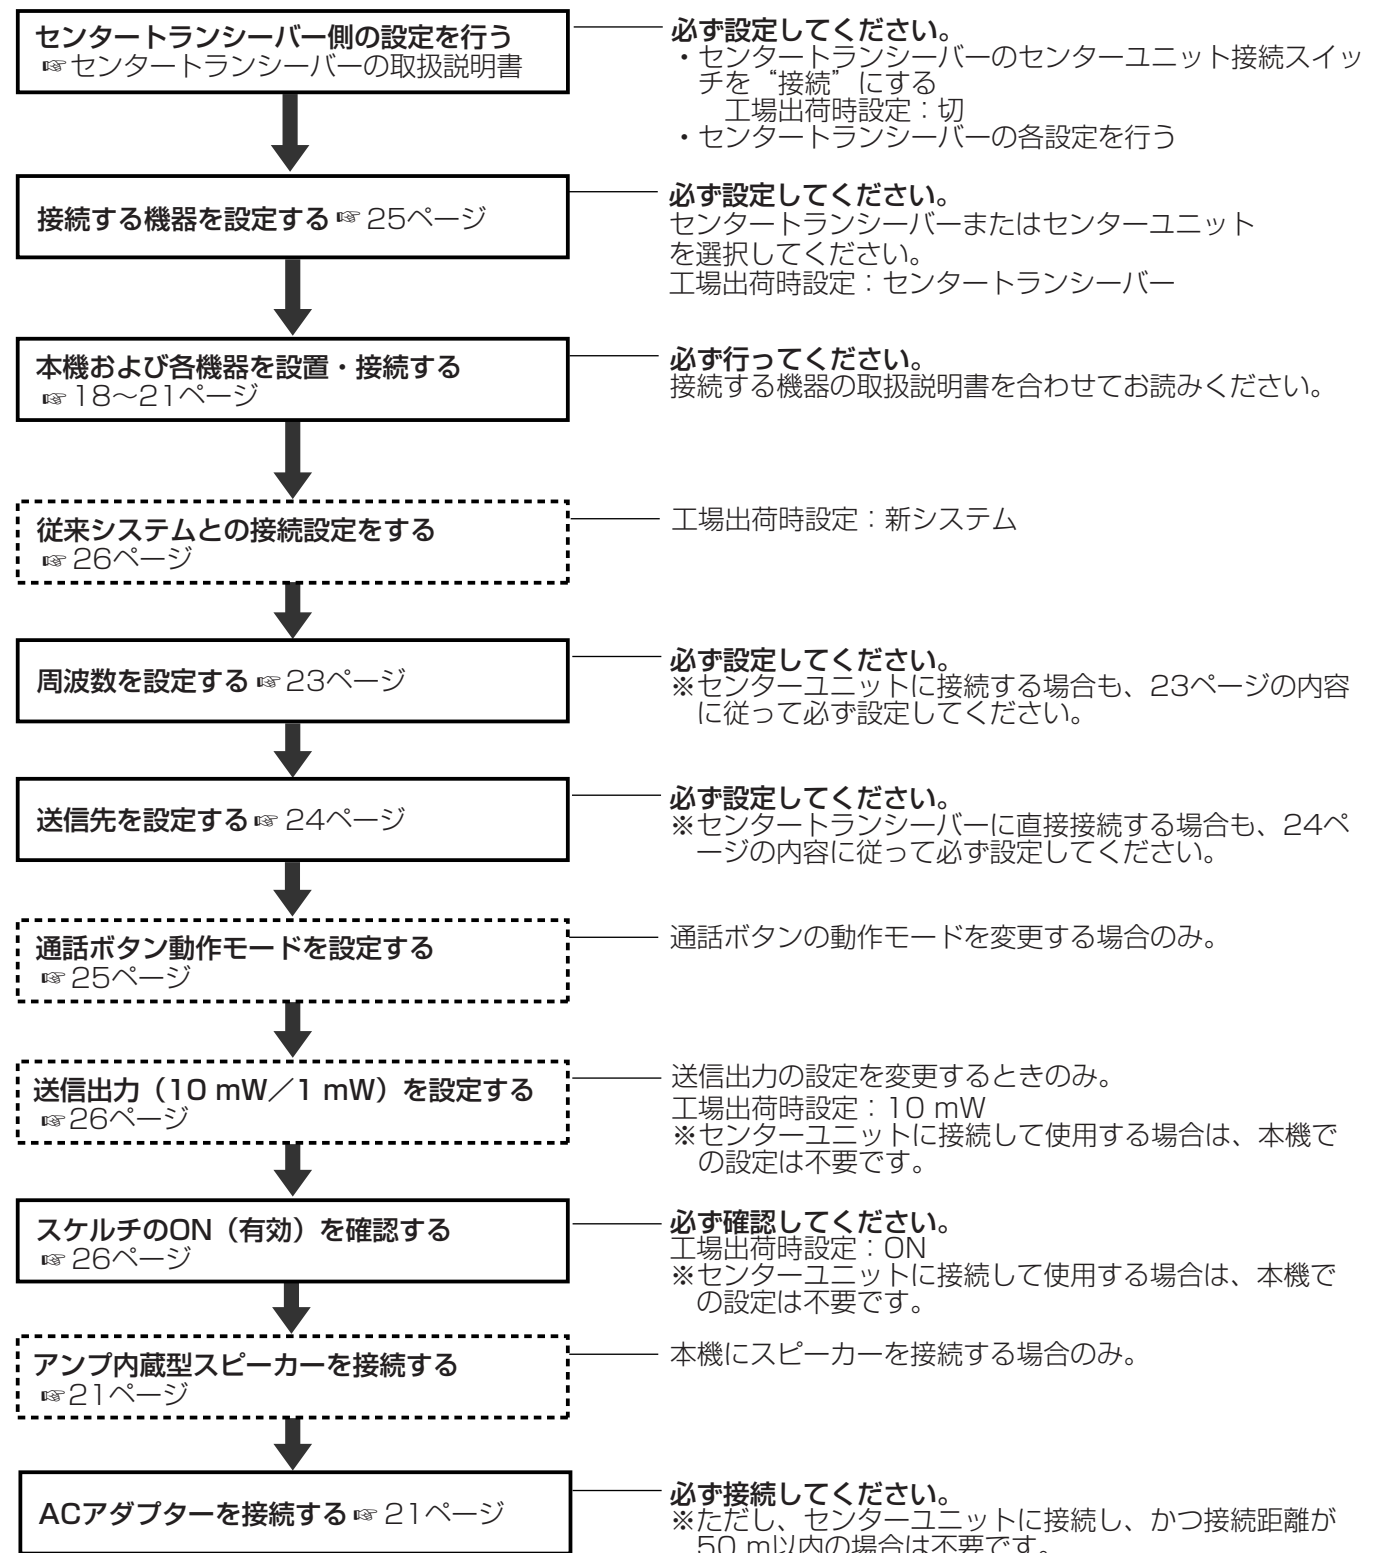 センタートランシーバー側の設定を行う
☞センタートランシーバーの取扱説明書
必ず設定してください。
・センタートランシーバーのセンターユニット接続スイッ
チを“接続”にする
工場出荷時設定：切
・センタートランシーバーの各設定を行う
接続する機器を設定する ☞ 25ページ
必ず設定してください。
センタートランシーバーまたはセンターユニット
を選択してください。
工場出荷時設定：センタートランシーバー
本機および各機器を設置・接続する
☞ 18～21ページ
必ず行ってください。
接続する機器の取扱説明書を合わせてお読みください。
従来システムとの接続設定をする
☞ 26ページ
工場出荷時設定：新システム
周波数を設定する ☞ 23ページ
必ず設定してください。
※センターユニットに接続する場合も、23ページの内容
に従って必ず設定してください。
送信先を設定する ☞ 24ページ
必ず設定してください。
※センタートランシーバーに直接接続する場合も、24ペ
ージの内容に従って必ず設定してください。
通話ボタン動作モードを設定する
☞ 25ページ
通話ボタンの動作モードを変更する場合のみ。
送信出力（10 mW／1 mW）を設定する
☞26ページ
送信出力の設定を変更するときのみ。
工場出荷時設定：10 mW
※センターユニットに接続して使用する場合は、本機で
の設定は不要です。
スケルチのON（有効）を確認する
☞ 26ページ
必ず確認してください。
工場出荷時設定：ON
※センターユニットに接続して使用する場合は、本機で
の設定は不要です。
アンプ内蔵型スピーカーを接続する
☞21ページ
本機にスピーカーを接続する場合のみ。
ACアダプターを接続する ☞ 21ページ
必ず接続してください。
※ただし、センターユニットに接続し、かつ接続距離が
50 m以内の場合は不要です。